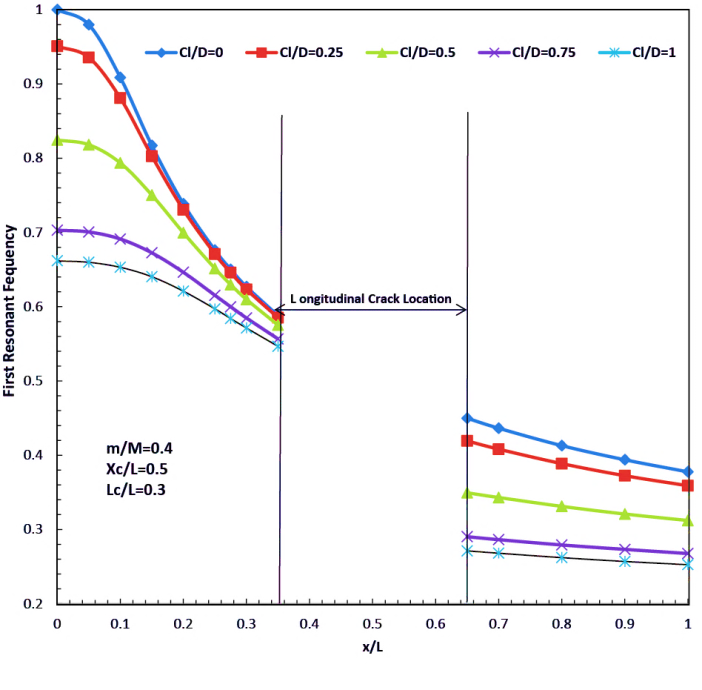 1
Cl/D=0 Cl/D=0.25 Cl/D=0.5 Cl/D=0.75 Cl/D=1
0.9
0.8
0.7
0.6
L ongitudinal Crack Location
First Resonant Fequency
0.5
m/M=0.4
Xc/L=0.5
Lc/L=0.3
0.4
0.3
0.2
0 0.1 0.2 0.3 0.4 0.5 0.6 0.7 0.8 0.9 1
x/L